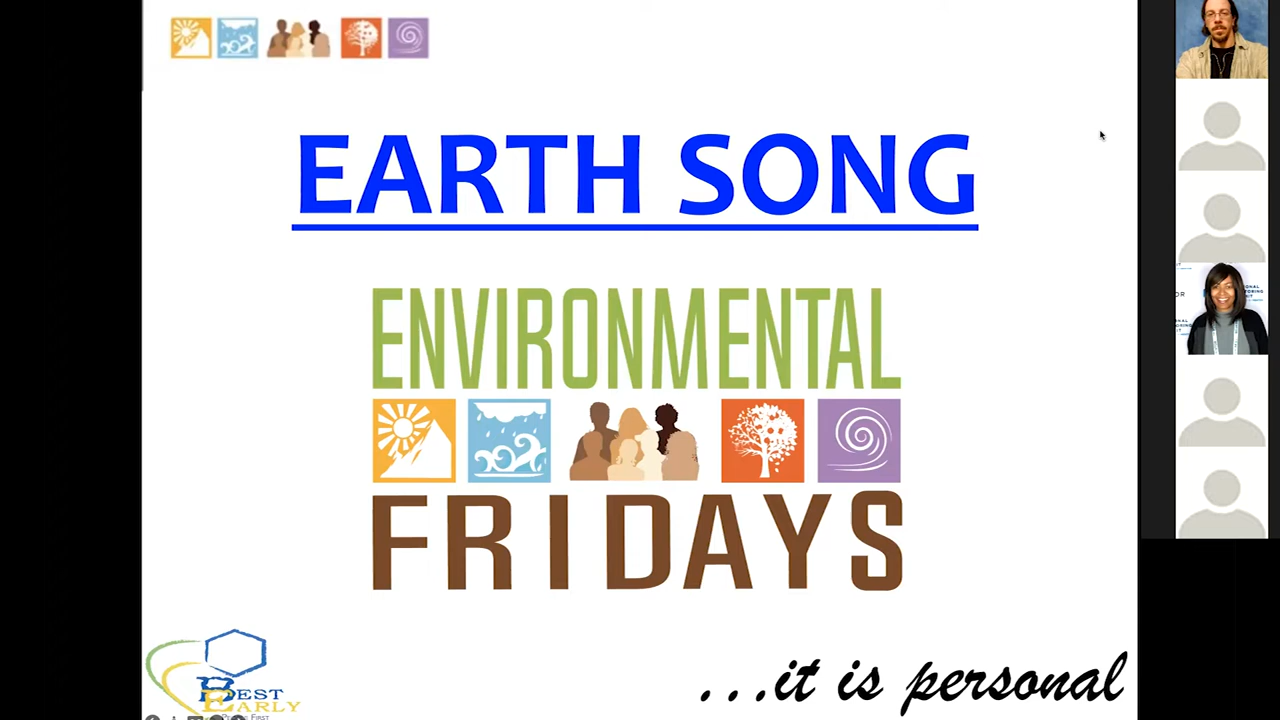 EARTH SONG
ENVIRONMENTAL
FRIDAYS
BEST
EARLY
...it is personal